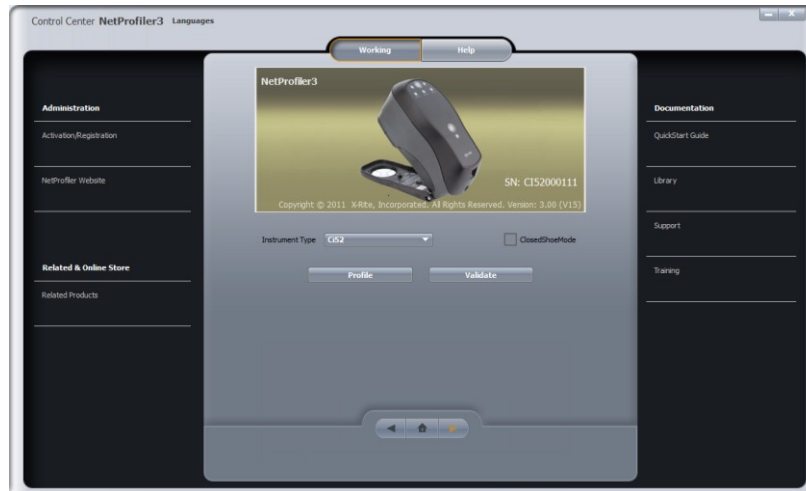 Control Center NetProfiler3 Languages
Working
Help
Administration
Activation/Registration
NetProfiler Website
Related & Online Store
Related Products
NetProfiler3
SN: CI52000111
Copyright © 2011 X-Rite, Incorporated. All Rights Reserved. Version: 3.00 (V15)
Instrument Type Ci52
ClosedShoeMode
Profile
Validate
Documentation
QuickStart Guide
Library
Support
Training